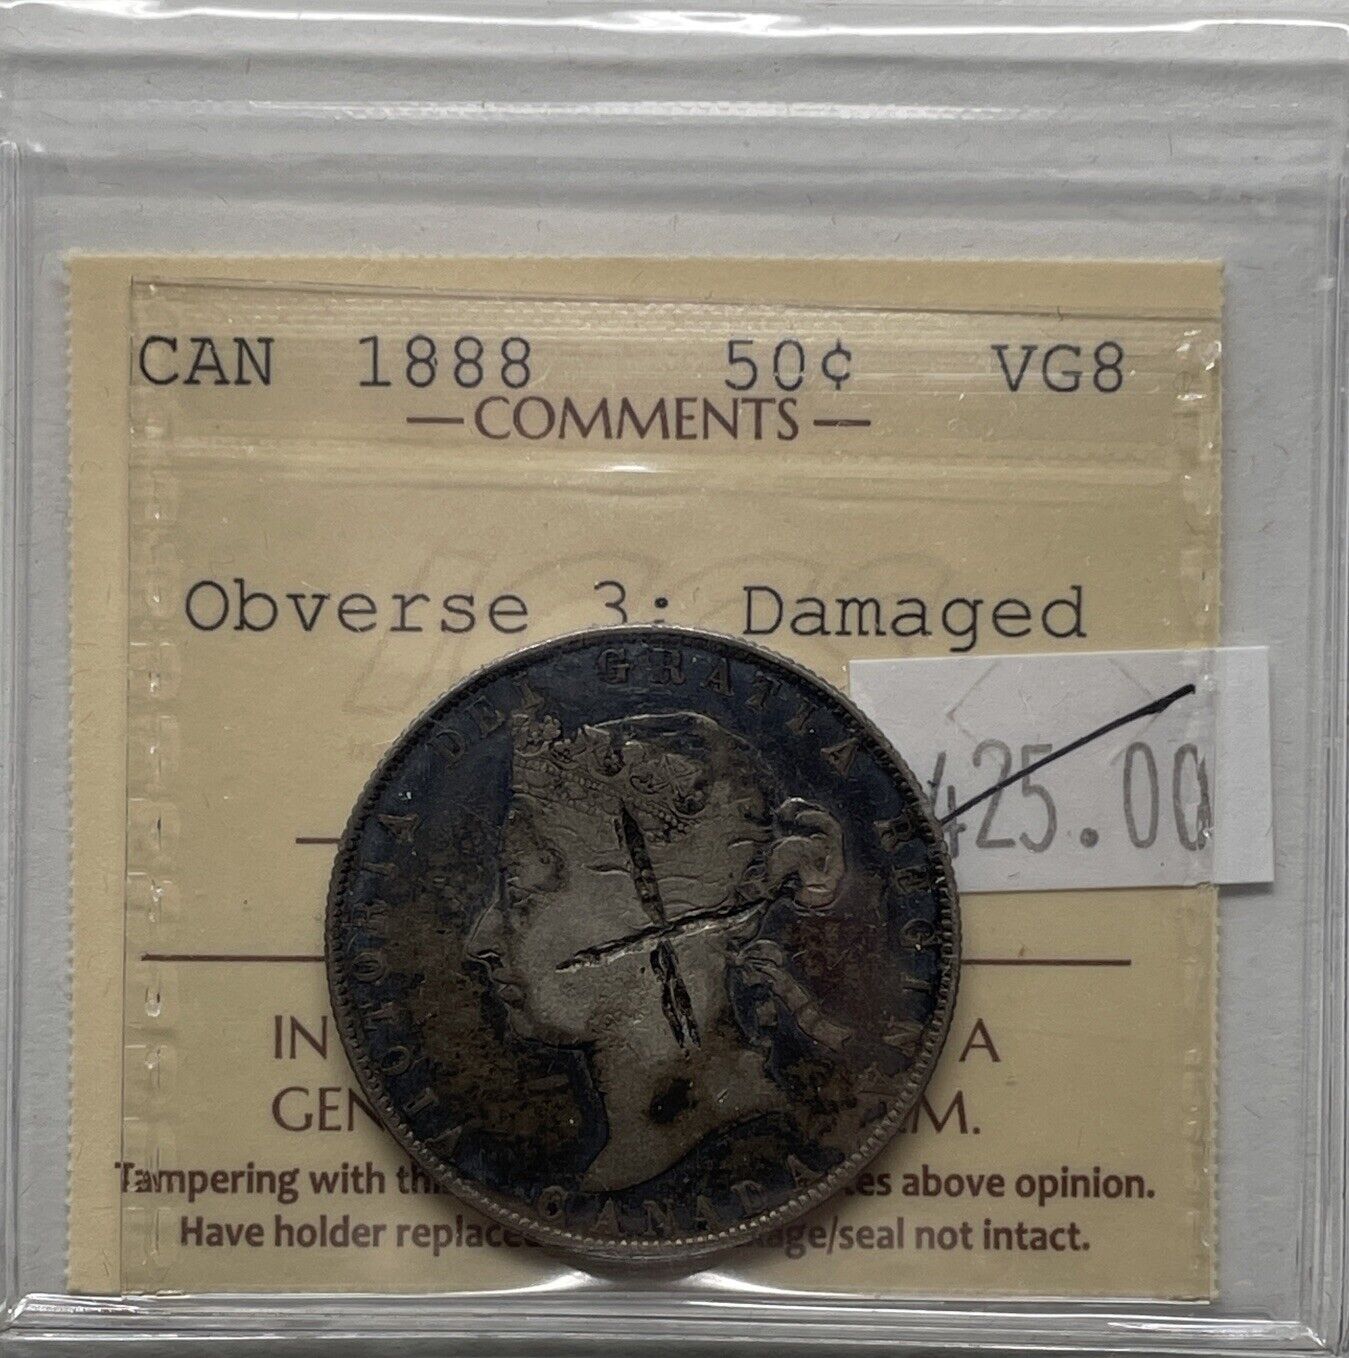 CAN 1888 50¢ VG8
COMMENTS
Obverse 3: Damaged
425.00
VICTORIA DEI GRATIA REGINA
CANADA
IN A
GEN M.
Tampering with thi es above opinion.
Have holder replace age/seal not intact.